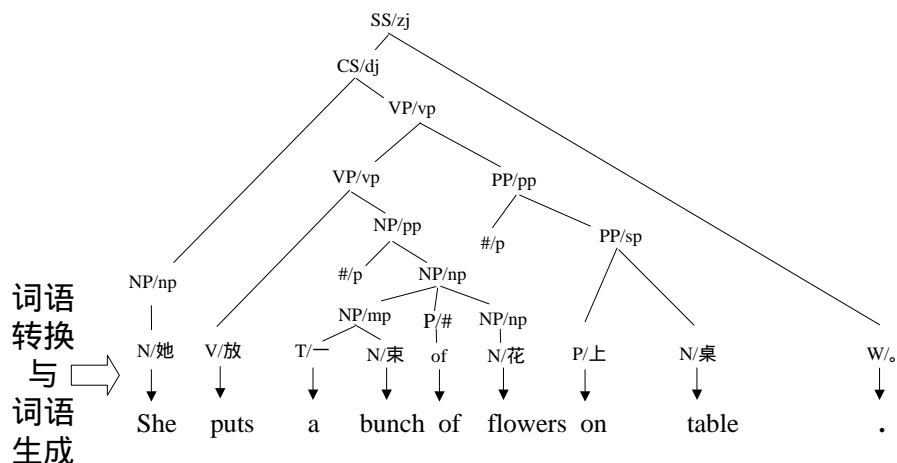 SS/zj
CS/dj
VP/vp
VP/vp PP/pp
NP/pp #/p PP/sp
NP/np #/p NP/np
NP/mp P/# NP/np
N/她 V/放 T/一 N/束 of N/花 P/上 N/桌 W/。
词语
转换
与
词语
生成
She puts a bunch of flowers on table .